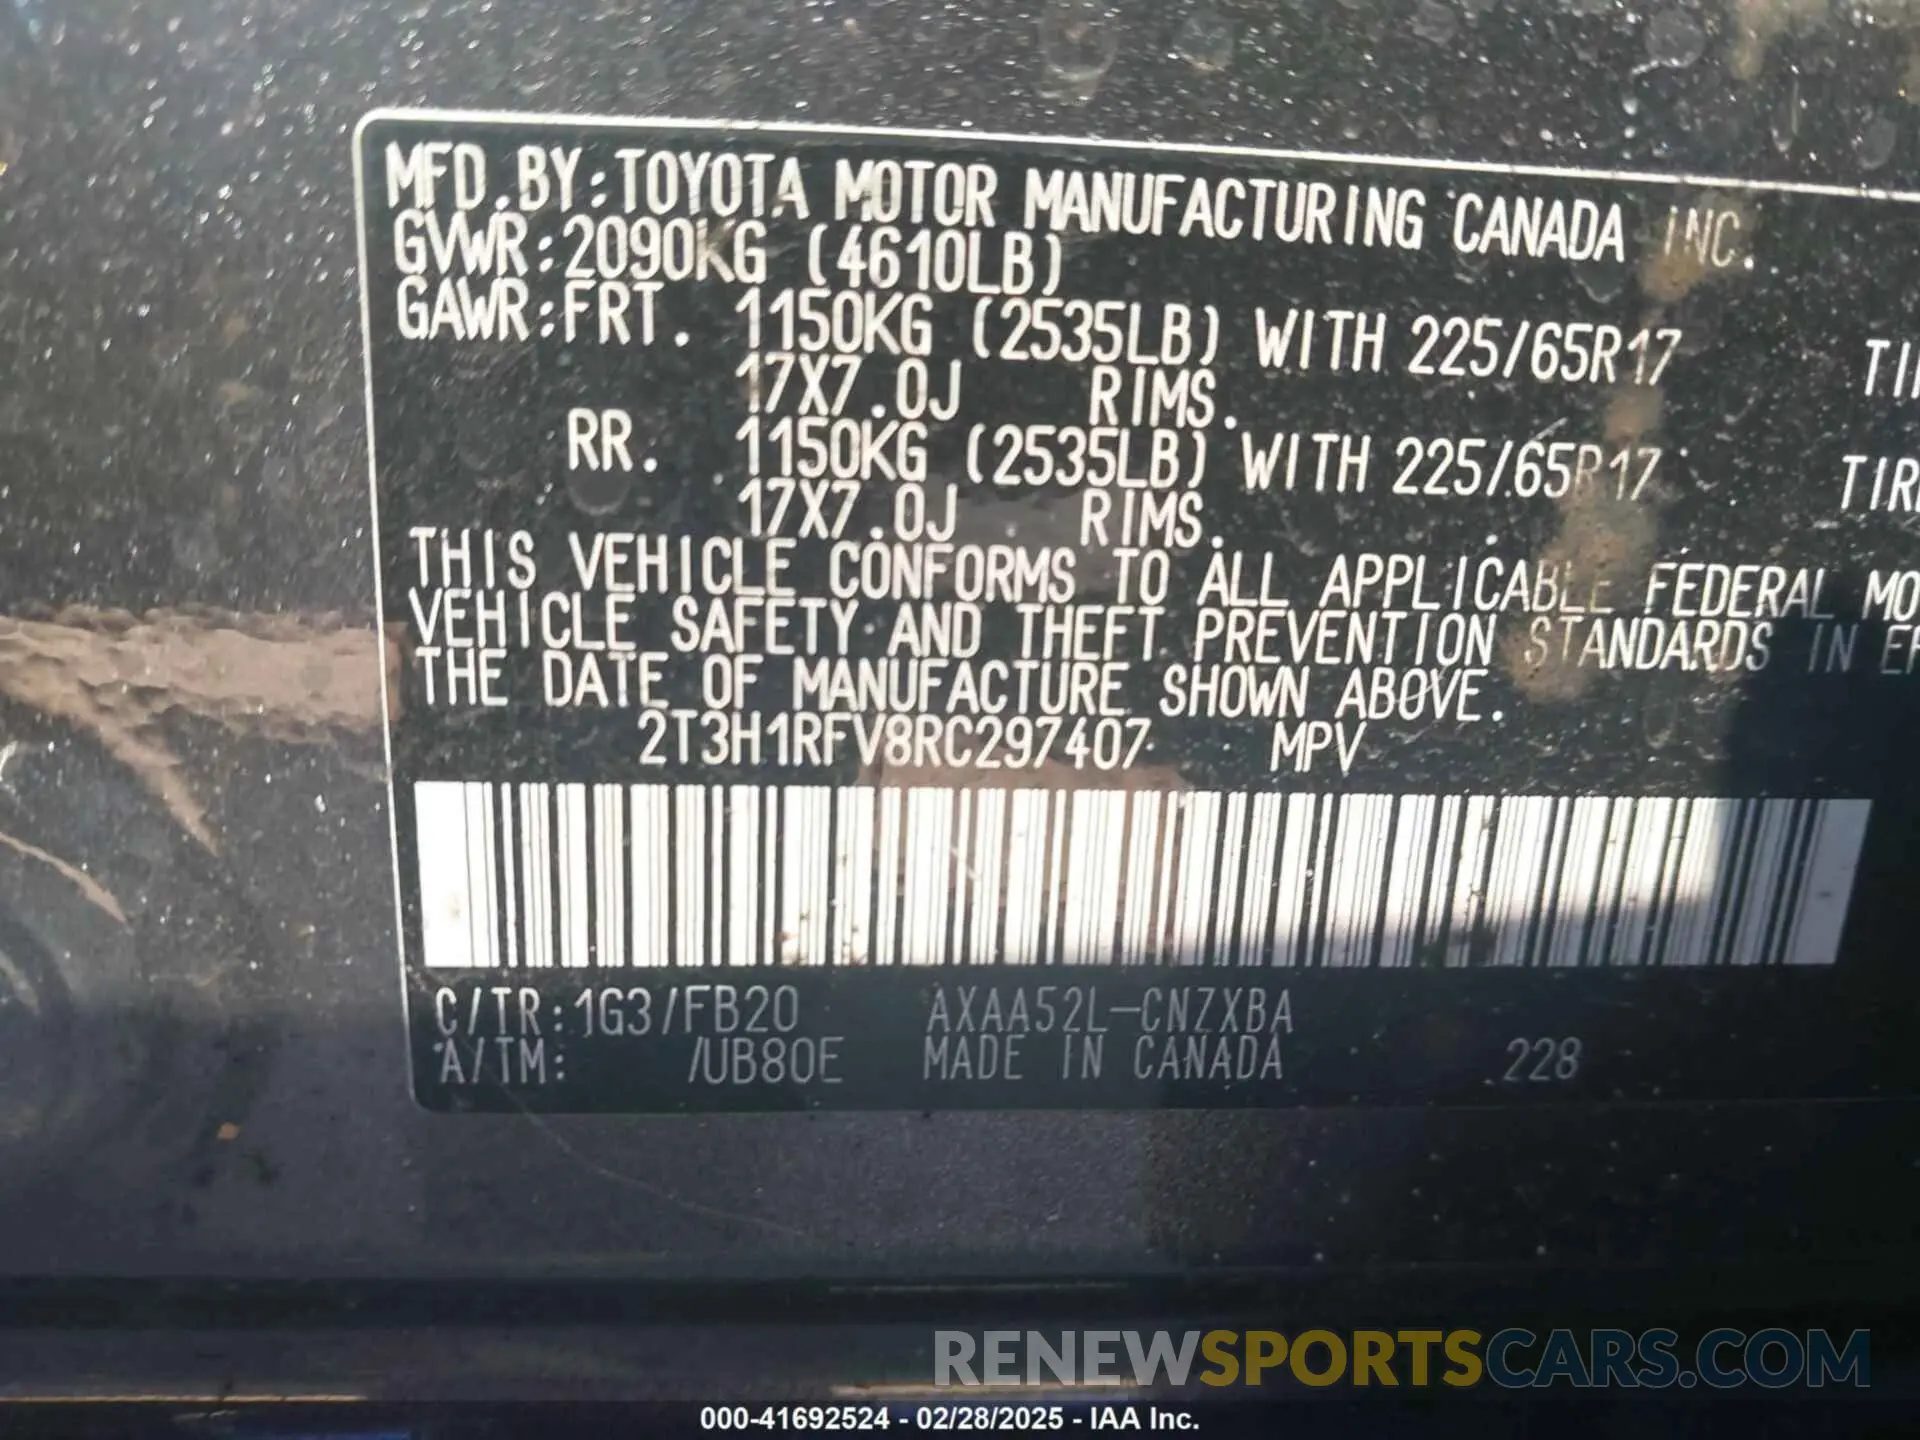 MFD.BY:TOYOTA MOTOR MANUFACTURING CANADA INC.
GVWR:2090KG (4610LB)
GAWR:FRT. 1150KG (2535LB) WITH 225/65R17
17X7.0J RIMS.
RR. 1150KG (2535LB) WITH 225/65R17
17X7.0J RIMS.
THIS VEHICLE CONFORMS TO ALL APPLICABLE FEDERAL
VEHICLE SAFETY AND THEFT PREVENTION STANDARDS IN
THE DATE OF MANUFACTURE SHOWN ABOVE.
2T3H1RFV8RC297407 MPV
C/TR:1G3/FB20 AXAA52L-CNZXBA
A/TM: /UB80E MADE IN CANADA 228
RENEWSPORTSCARS.COM
000-41692524 - 02/28/2025 - IAA Inc.